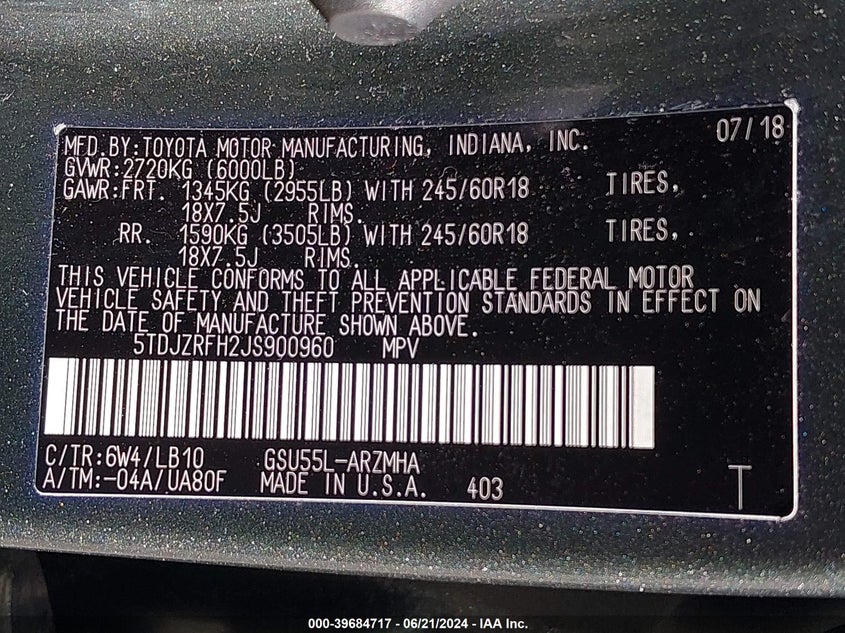 MFD. BY: TOYOTA MOTOR MANUFACTURING, INDIANA, INC. 07/18
GVWR: 2720KG (6000LB)
GAWR: FRT. 1345KG (2955LB) WITH 245/60R18 TIRES,
18X7.5J RIMS.
RR. 1590KG (3505LB) WITH 245/60R18 TIRES,
18X7.5J RIMS.
THIS VEHICLE CONFORMS TO ALL APPLICABLE FEDERAL MOTOR
VEHICLE SAFETY AND THEFT PREVENTION STANDARDS IN EFFECT ON
THE DATE OF MANUFACTURE SHOWN ABOVE.
5TDJZRFH2JS900960 MPV
C/TR: 6W4/LB10 GSU55L-ARZMHA
A/TM: -04A/UA80F MADE IN U.S.A. 403 T
000-39684717 - 06/21/2024 - IAA Inc.